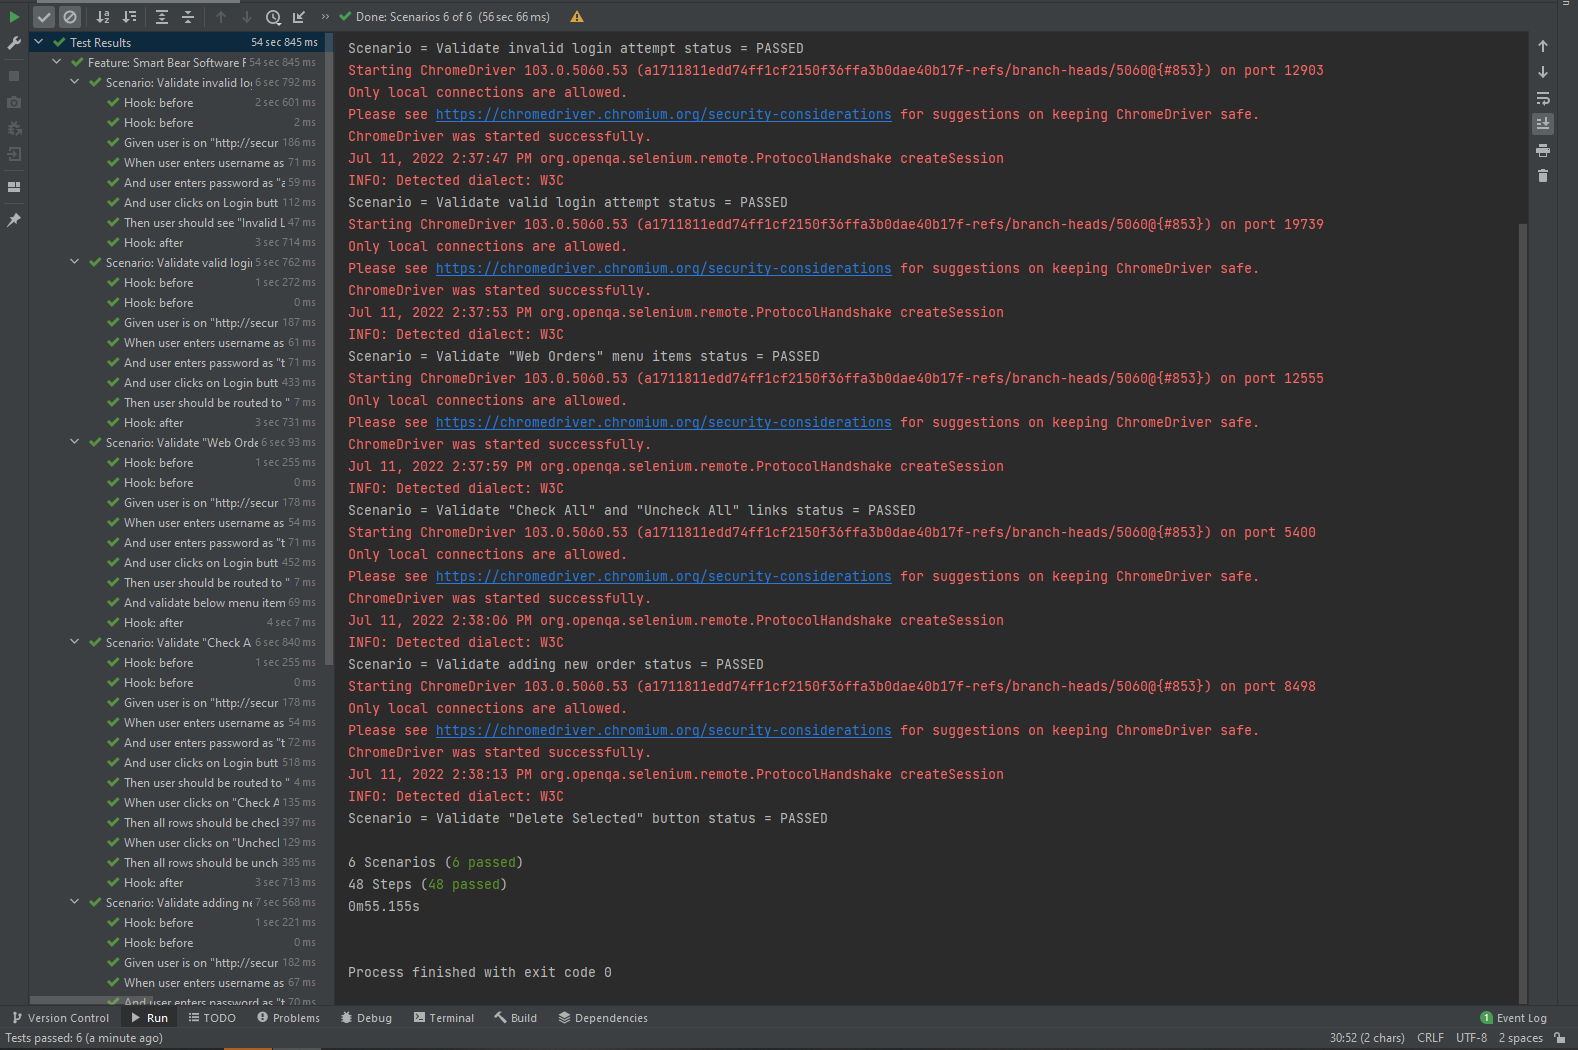 Done: Scenarios 6 of 6 (56 sec 66 ms)
Test Results 54 sec 845 ms
Feature: Smart Bear Software F 54 sec 845 ms
Scenario: Validate invalid log 6 sec 792 ms
Hook: before 2 sec 601 ms
Hook: before 2 ms
Given user is on "http://secur 186 ms
When user enters username as 71 ms
And user enters password as "a 59 ms
And user clicks on Login butt 112 ms
Then user should see "Invalid L 47 ms
Hook: after 3 sec 714 ms
Scenario: Validate valid login 5 sec 762 ms
Hook: before 1 sec 272 ms
Hook: before 0 ms
Given user is on "http://secur 187 ms
When user enters username as 61 ms
And user enters password as "t 71 ms
And user clicks on Login butt 433 ms
Then user should be routed to " 7 ms
Hook: after 3 sec 731 ms
Scenario: Validate "Web Orde 6 sec 93 ms
Hook: before 1 sec 255 ms
Hook: before 0 ms
Given user is on "http://secur 178 ms
When user enters username as 54 ms
And user enters password as "t 71 ms
And user clicks on Login butt 452 ms
Then user should be routed to " 7 ms
And validate below menu item 69 ms
Hook: after 4 sec 7 ms
Scenario: Validate "Check A 6 sec 840 ms
Hook: before 1 sec 255 ms
Hook: before 0 ms
Given user is on "http://secur 178 ms
When user enters username as 54 ms
And user enters password as "t 72 ms
And user clicks on Login butt 518 ms
Then user should be routed to " 4 ms
When user clicks on "Check A 135 ms
Then all rows should be check 397 ms
When user clicks on "Unchecl 129 ms
Then all rows should be unch 385 ms
Hook: after 3 sec 713 ms
Scenario: Validate adding ne 7 sec 568 ms
Hook: before 1 sec 221 ms
Hook: before 0 ms
Given user is on "http://secur 182 ms
When user enters username as 67 ms
And user enters password as "t 70 ms
Scenario = Validate invalid login attempt status = PASSED
Starting ChromeDriver 103.0.5060.53 (a1711811edd74ff1cf2150f36ffa3b0dae40b17f-refs/branch-heads/5060@{#853}) on port 12903
Only local connections are allowed.
Please see https://chromedriver.chromium.org/security-considerations for suggestions on keeping ChromeDriver safe.
ChromeDriver was started successfully.
Jul 11, 2022 2:37:47 PM org.openqa.selenium.remote.ProtocolHandshake createSession
INFO: Detected dialect: W3C
Scenario = Validate valid login attempt status = PASSED
Starting ChromeDriver 103.0.5060.53 (a1711811edd74ff1cf2150f36ffa3b0dae40b17f-refs/branch-heads/5060@{#853}) on port 19739
Only local connections are allowed.
Please see https://chromedriver.chromium.org/security-considerations for suggestions on keeping ChromeDriver safe.
ChromeDriver was started successfully.
Jul 11, 2022 2:37:53 PM org.openqa.selenium.remote.ProtocolHandshake createSession
INFO: Detected dialect: W3C
Scenario = Validate "Web Orders" menu items status = PASSED
Starting ChromeDriver 103.0.5060.53 (a1711811edd74ff1cf2150f36ffa3b0dae40b17f-refs/branch-heads/5060@{#853}) on port 12555
Only local connections are allowed.
Please see https://chromedriver.chromium.org/security-considerations for suggestions on keeping ChromeDriver safe.
ChromeDriver was started successfully.
Jul 11, 2022 2:37:59 PM org.openqa.selenium.remote.ProtocolHandshake createSession
INFO: Detected dialect: W3C
Scenario = Validate "Check All" and "Uncheck All" links status = PASSED
Starting ChromeDriver 103.0.5060.53 (a1711811edd74ff1cf2150f36ffa3b0dae40b17f-refs/branch-heads/5060@{#853}) on port 5400
Only local connections are allowed.
Please see https://chromedriver.chromium.org/security-considerations for suggestions on keeping ChromeDriver safe.
ChromeDriver was started successfully.
Jul 11, 2022 2:38:06 PM org.openqa.selenium.remote.ProtocolHandshake createSession
INFO: Detected dialect: W3C
Scenario = Validate adding new order status = PASSED
Starting ChromeDriver 103.0.5060.53 (a1711811edd74ff1cf2150f36ffa3b0dae40b17f-refs/branch-heads/5060@{#853}) on port 8498
Only local connections are allowed.
Please see https://chromedriver.chromium.org/security-considerations for suggestions on keeping ChromeDriver safe.
ChromeDriver was started successfully.
Jul 11, 2022 2:38:13 PM org.openqa.selenium.remote.ProtocolHandshake createSession
INFO: Detected dialect: W3C
Scenario = Validate "Delete Selected" button status = PASSED
6 Scenarios (6 passed)
48 Steps (48 passed)
0m55.155s
Process finished with exit code 0
Version Control Run TODO Problems Debug Terminal Build Dependencies 1 Event Log
Tests passed: 6 (a minute ago) 30:52 (2 chars) CRLF UTF-8 2 spaces